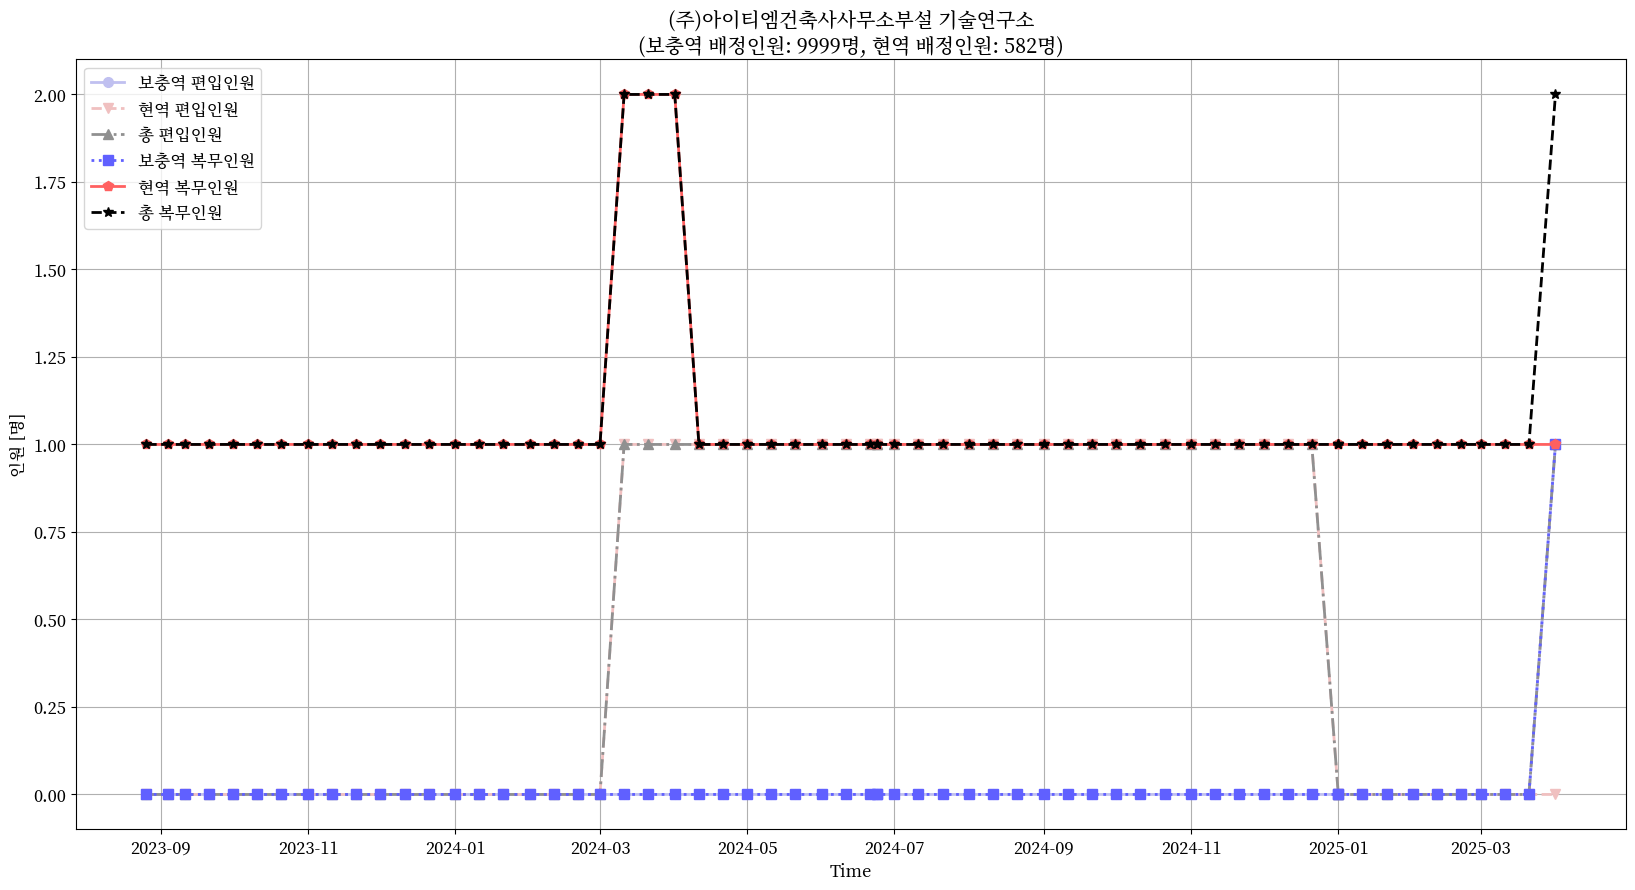 (주)아이티엠건축사사무소부설 기술연구소
(보충역 배정인원: 9999명, 현역 배정인원: 582명)
보충역 편입인원
현역 편입인원
총 편입인원
보충역 복무인원
현역 복무인원
총 복무인원
2.00
1.75
1.50
1.25
1.00
0.75
0.50
0.25
0.00
인원 [명]
2023-09 2023-11 2024-01 2024-03 2024-05 2024-07 2024-09 2024-11 2025-01 2025-03
Time